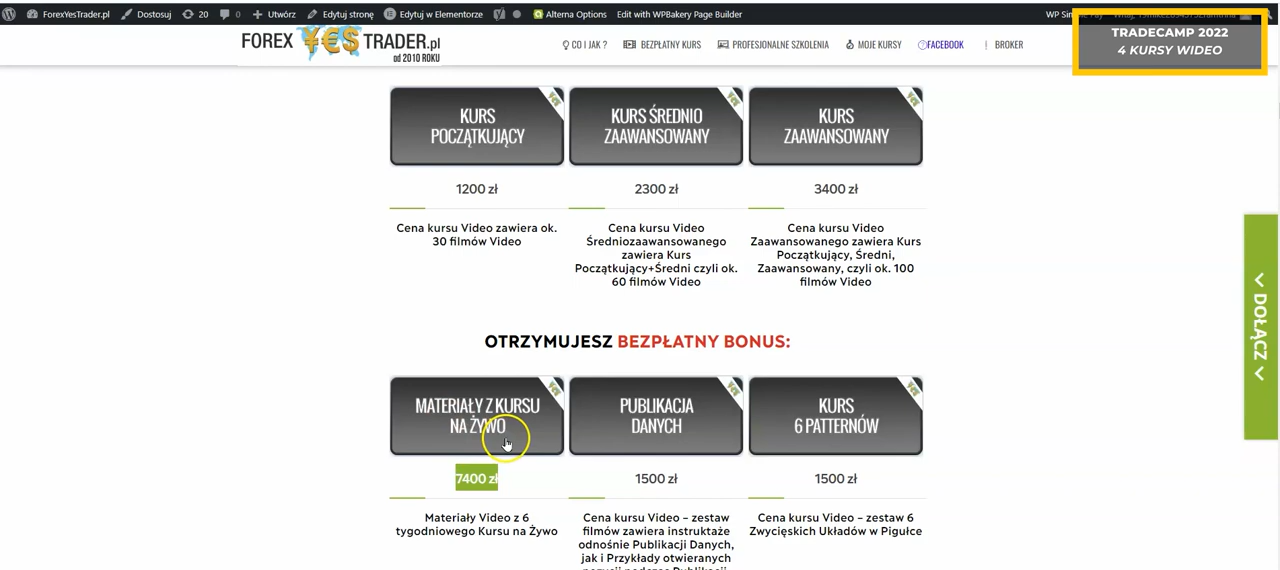 ForexYesTrader.pl Dostosuj 20 0 Utwórz Edytuj stronę Edytuj w Elementorze Alterna Options Edit with WPBakery Page Builder
FOREX YES TRADER.pl
od 2010 ROKU
CO I JAK ? BEZPŁATNY KURS PROFESJONALNE SZKOLENIA MOJE KURSY FACEBOOK BROKER
TRADECAMP 2022
4 KURSY WIDEO
KURS
POCZĄTKUJĄCY
1200 zł
Cena kursu Video zawiera ok.
30 filmów Video
KURS ŚREDNIO
ZAAWANSOWANY
2300 zł
Cena kursu Video
Średniozaawansowanego
zawiera Kurs
Początkujący+Średni czyli ok.
60 filmów Video
KURS
ZAAWANSOWANY
3400 zł
Cena kursu Video
Zaawansowanego zawiera Kurs
Początkujący, Średni,
Zaawansowany, czyli ok. 100
filmów Video
DOŁĄCZ
OTRZYMUJESZ BEZPŁATNY BONUS:
MATERIAŁY Z KURSU
NA ŻYWO
7400 zł
Materiały Video z 6
tygodniowego Kursu na Żywo
PUBLIKACJA
DANYCH
1500 zł
Cena kursu Video – zestaw
filmów zawiera instruktaże
odnośnie Publikacji Danych,
jak i Przykłady otwieranych
KURS
6 PATTERNÓW
1500 zł
Cena kursu Video – zestaw 6
Zwycięskich Układów w Pigułce